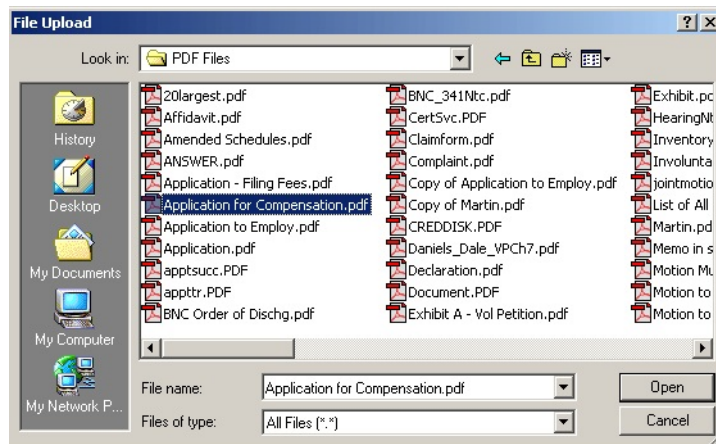 File Upload
Look in:
PDF Files
History
Desktop
My Documents
My Computer
My Network P...
20largest.pdf
Affidavit.pdf
Amended Schedules.pdf
ANSWER.pdf
Application - Filing Fees.pdf
Application for Compensation.pdf
Application to Employ.pdf
Application.pdf
apptsucc.PDF
appttr.PDF
BNC Order of Dischg.pdf
BNC_341Ntc.pdf
CertSvc.PDF
Claimform.pdf
Complaint.pdf
Copy of Application to Employ.pdf
Copy of Martin.pdf
CREDDISK.PDF
Daniels_Dale_VPCh7.pdf
Declaration.pdf
Document.PDF
Exhibit A - Vol Petition.pdf
Exhibit.pd
HearingNt
Inventory
Involunta
jointmotio
List of All
Martin.pd
Memo in s
Motion Mu
Motion to
Motion to
File name:
Application for Compensation.pdf
Open
Files of type:
All Files (*.*)
Cancel